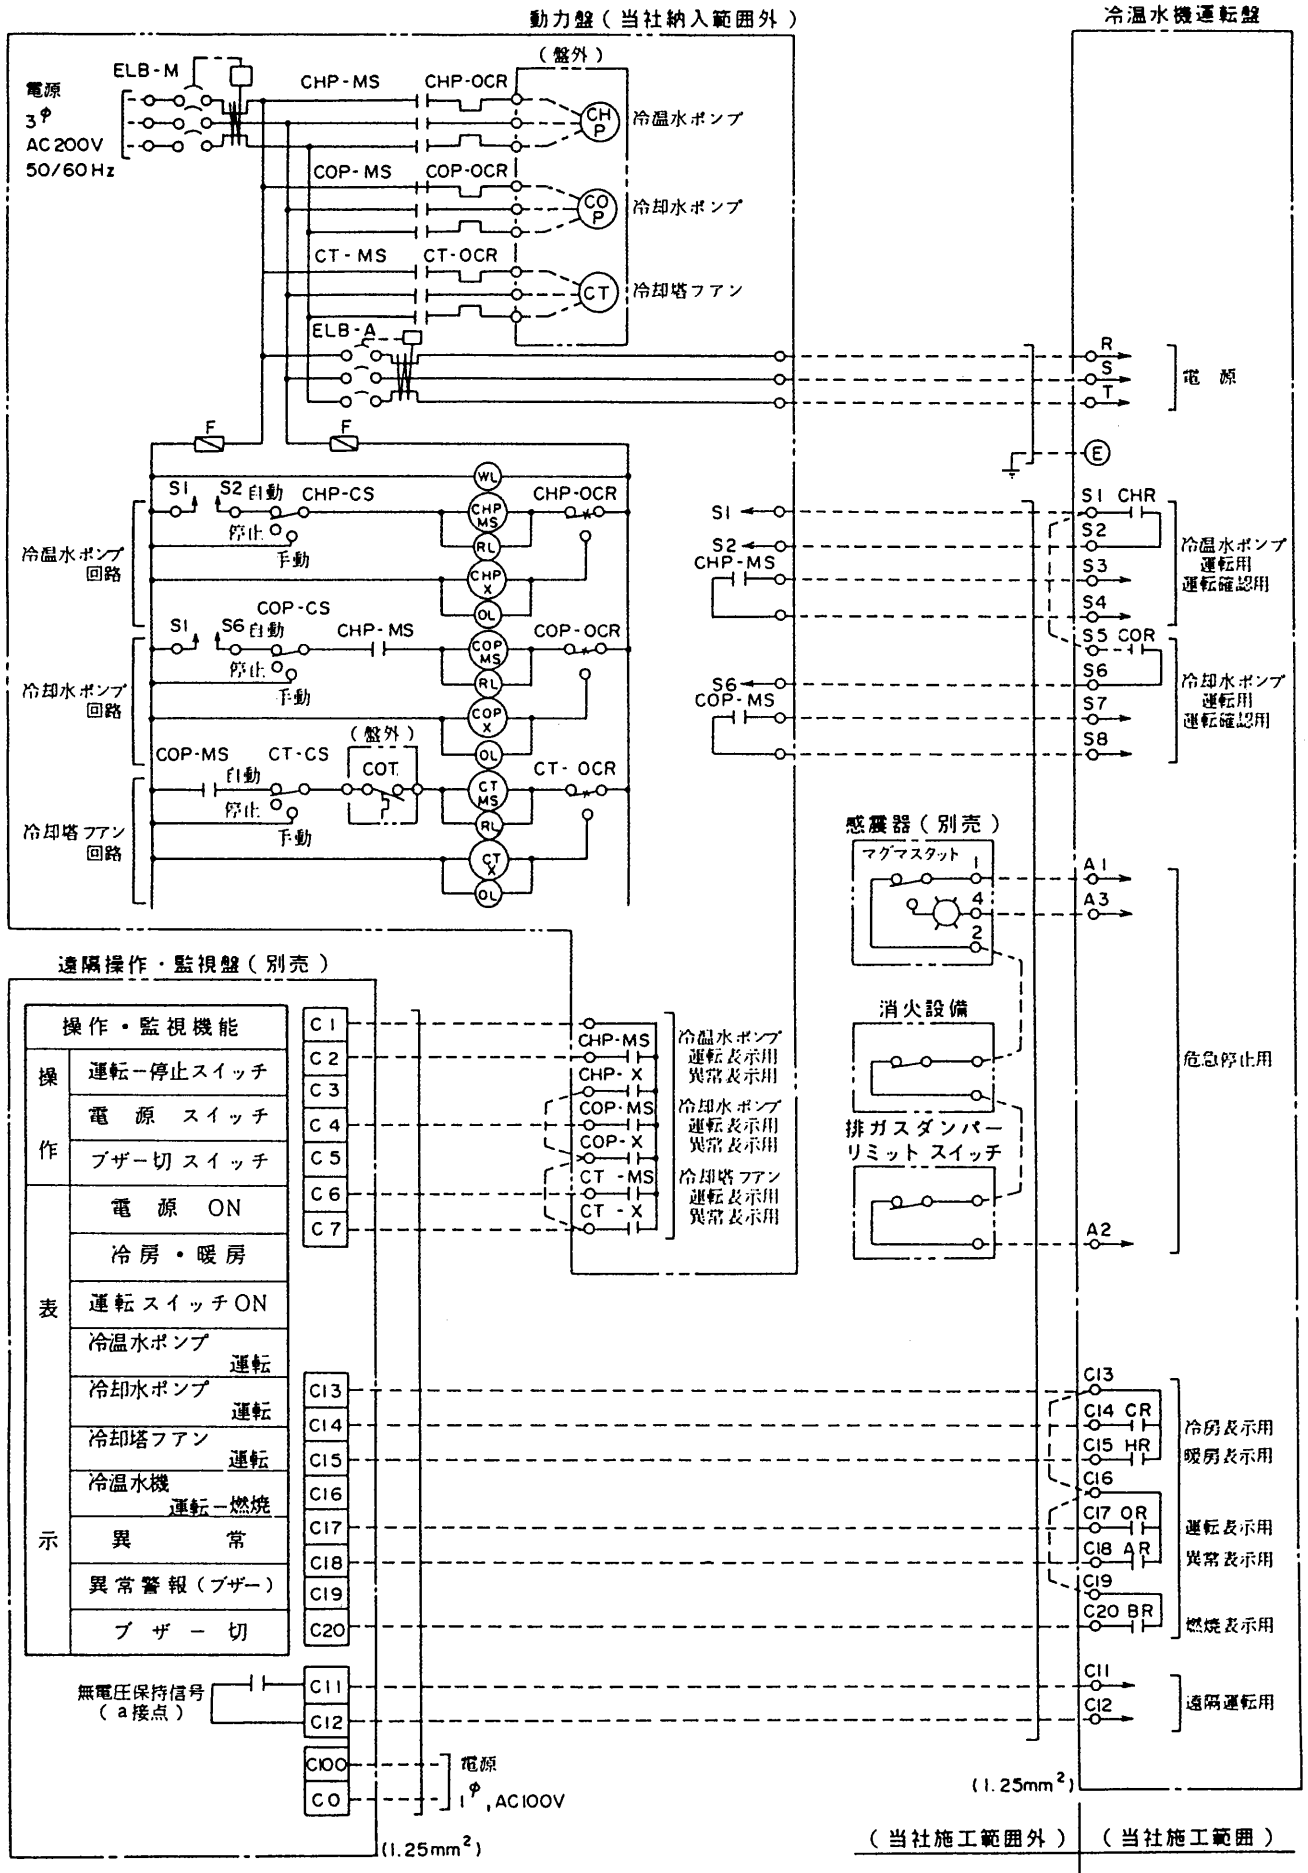 動力盤(当社納入範囲外)
冷温水機運転盤
(盤外)
ELB-M
CHP-MS
CHP-OCR
電源
3φ
AC200V
50/60Hz
CH
P
冷温水ポンプ
COP-MS
COP-OCR
CO
P
冷却水ポンプ
CT-MS
CT-OCR
CT
冷却塔フアン
ELB-A
R
S
T
電源
F
F
E
WL
S1
S2
自動
CHP-CS
停止
手動
CHP
MS
RL
CHP
X
OL
CHP-OCR
冷温水ポンプ
回路
S1
S2
CHP-MS
S1
CHR
S2
S3
S4
冷温水ポンプ
運転用
運転確認用
COP-CS
S1
S6
自動
CHP-MS
停止
手動
COP
MS
RL
COP
X
OL
COP-OCR
冷却水ポンプ
回路
S6
COP-MS
S5
COR
S6
S7
S8
冷却水ポンプ
運転用
運転確認用
(盤外)
COP-MS
自動
CT-CS
COT
停止
手動
CT
MS
RL
CT
X
OL
CT-OCR
冷却塔フアン
回路
感震器(別売)
マグマスタット
1
4
2
A1
A3
消火設備
排ガスダンパー
リミットスイッチ
A2
危急停止用
遠隔操作・監視盤(別売)
操作・監視機能
操作
運転-停止スイッチ
電源スイッチ
ブザー切スイッチ
表示
電源ON
冷房・暖房
運転スイッチON
冷温水ポンプ
運転
冷却水ポンプ
運転
冷却塔フアン
運転
冷温水機
運転-燃焼
異常
異常警報(ブザー)
ブザー切
C1
C2
C3
C4
C5
C6
C7
CHP-MS
CHP-X
COP-MS
COP-X
CT-MS
CT-X
冷温水ポンプ
運転表示用
異常表示用
冷却水ポンプ
運転表示用
異常表示用
冷却塔フアン
運転表示用
異常表示用
C13
C14
C15
C16
C17
C18
C19
C20
C13
C14 CR
C15 HR
C16
C17 OR
C18 AR
C19
C20 BR
冷房表示用
暖房表示用
運転表示用
異常表示用
燃焼表示用
無電圧保持信号
(a接点)
C11
C12
C11
C12
遠隔運転用
C100
C0
電源
1φ,AC100V
(1.25mm²)
(1.25mm²)
(当社施工範囲外)
(当社施工範囲)